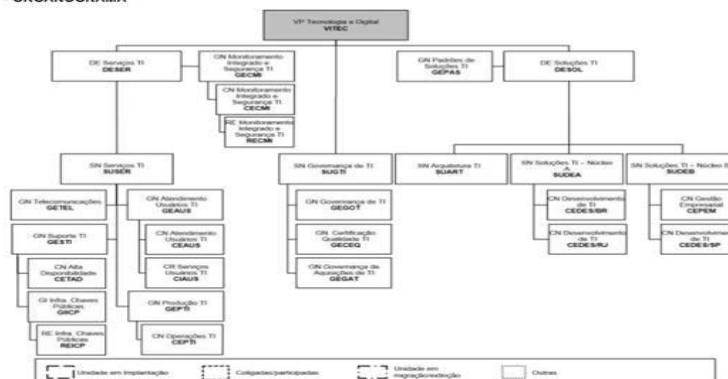 ORGANOGRAMA
VP Tecnologia e Digital
VITEC
DE Serviços TI
DESER
GN Monitoramento
Integrado e
Segurança TI
GECMI
CN Monitoramento
Integrado e
Segurança TI
CECMI
RE Monitoramento
Integrado e
Segurança TI
RECMI
GN Padrões de
Soluções TI
GEPAS
DE Soluções TI
DESOL
SN Serviços TI
SUSER
SN Governança de TI
SUGTI
SN Arquitetura TI
SUART
SN Soluções TI – Núcleo
A
SUDEA
SN Soluções TI – Núcleo B
SUDEB
GN Telecomunicações
GETEL
GN Suporte TI
GESTI
CN Alta
Disponibilidade
CETAD
GI Infra. Chaves
Públicas
GIICP
RE Infra. Chaves
Públicas
REICP
GN Atendimento
Usuários TI
GEAUS
CN Atendimento
Usuários TI
CEAUS
CR Serviços
Usuários TI
CIAUS
GN Produção TI
GEPTI
CN Operações TI
CEPTI
GN Governança de TI
GEGOT
GN Certificação
Qualidade TI
GECEQ
GN Governança de
Aquisições de TI
GEGAT
CN Desenvolvimento
de TI
CEDES/BR
CN Desenvolvimento
de TI
CEDES/RJ
CN Gestão
Empresarial
CEPEM
CN Desenvolvimento
de TI
CEDES/SP
Unidade em Implantação
Coligadas/participadas
Unidade em
migração/extinção
Outras